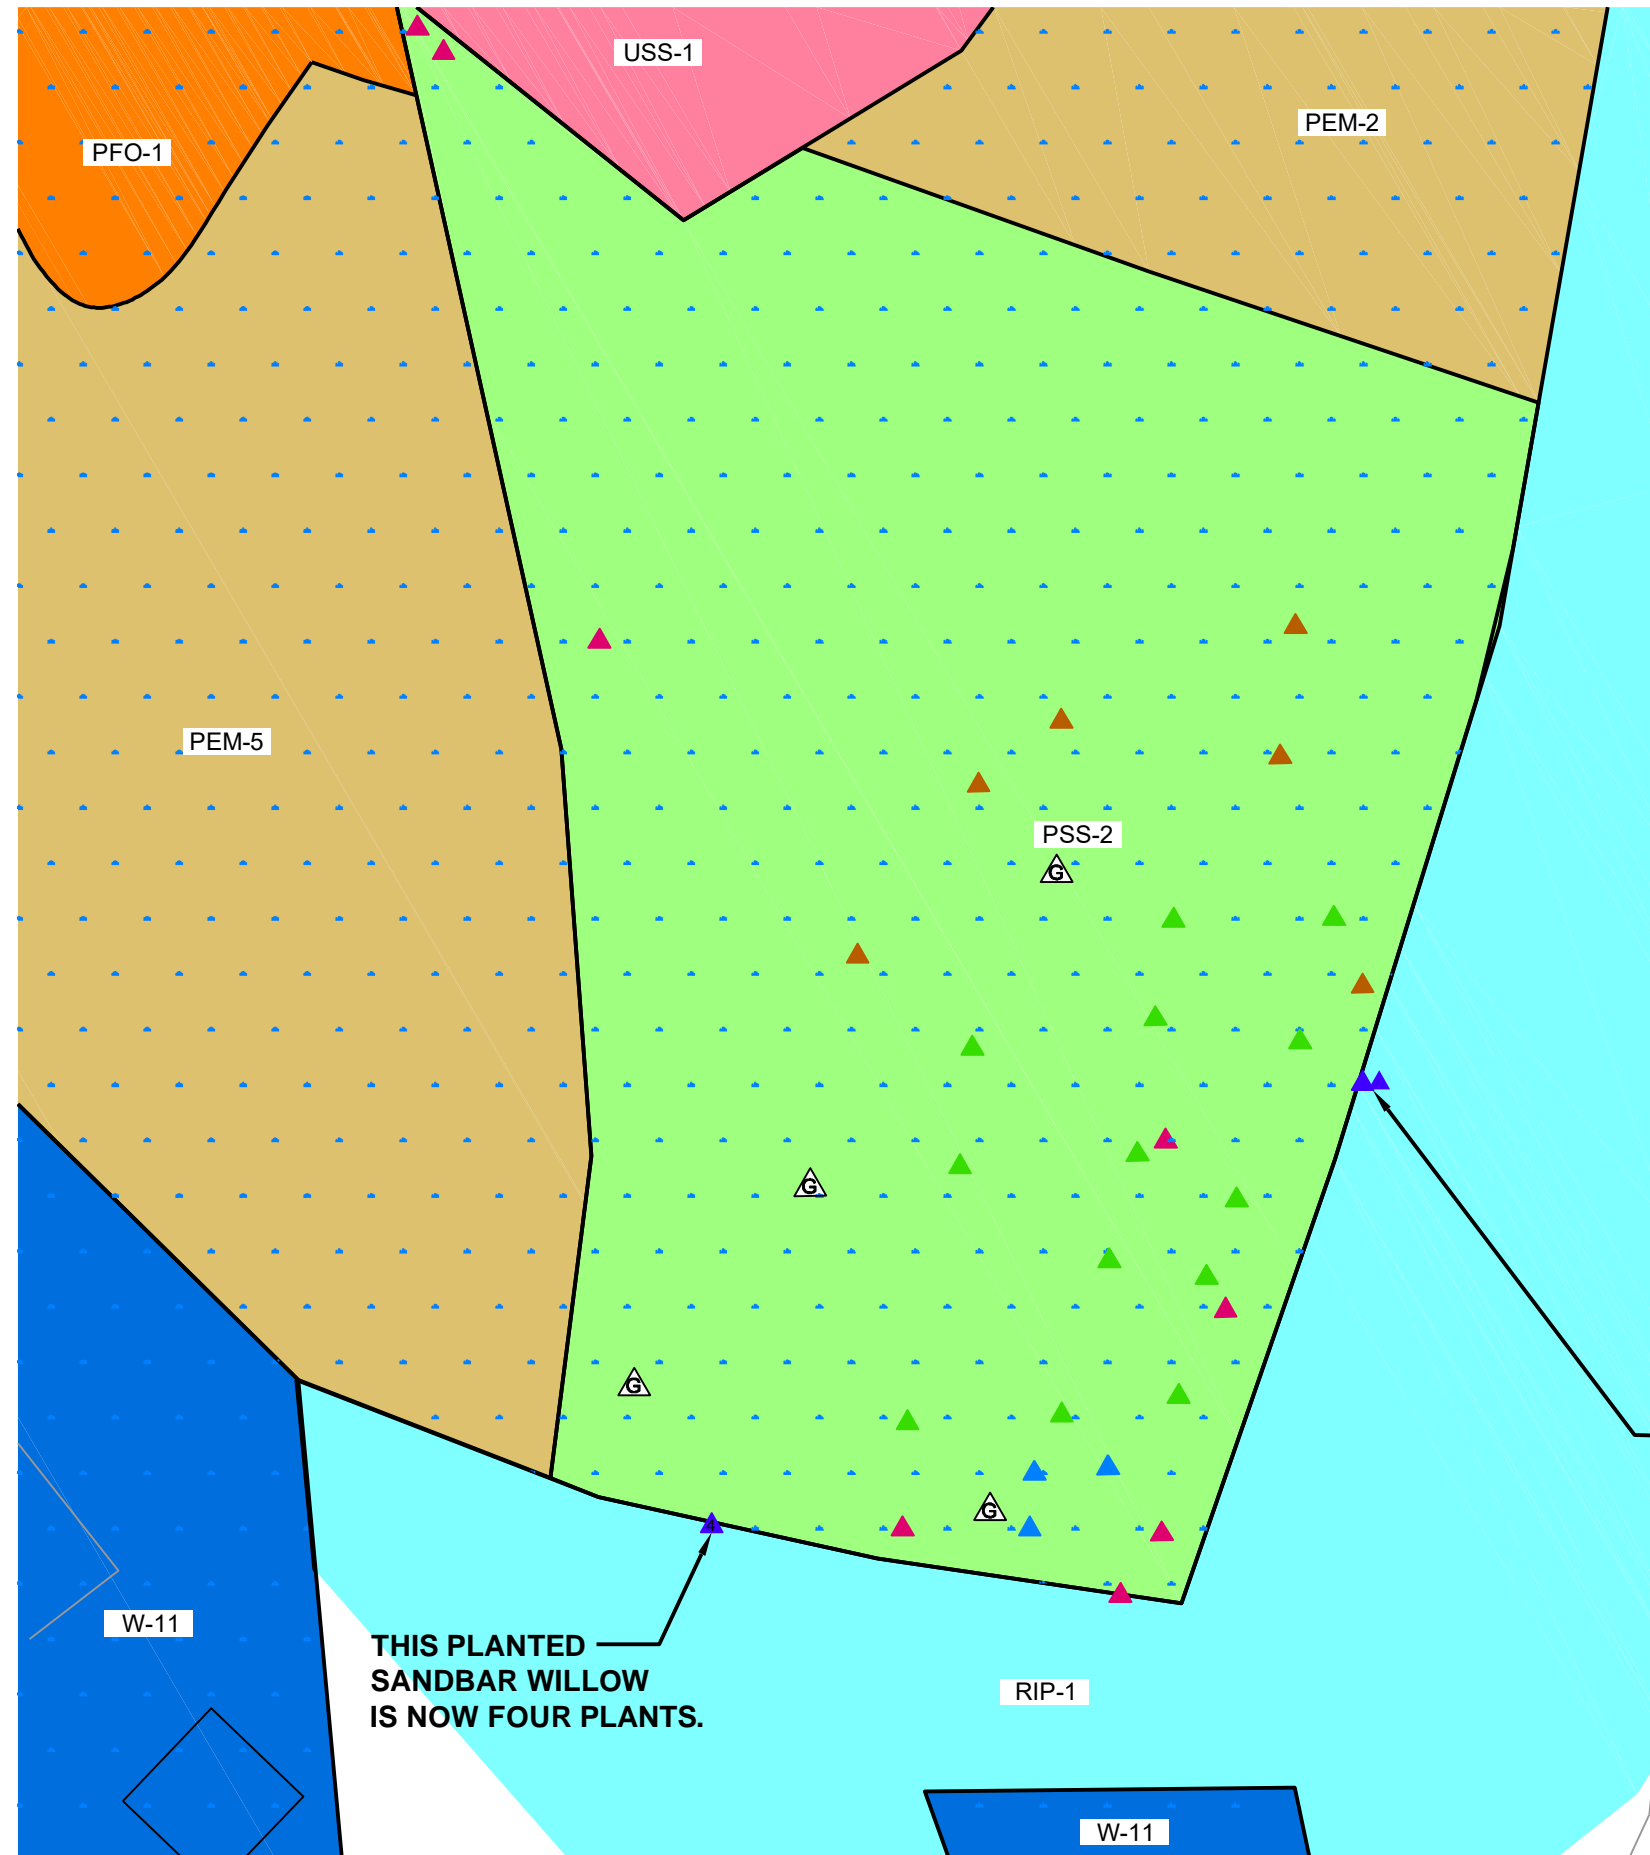 USS-1
PEM-2
PFO-1
PEM-5
PSS-2
G
G
G
G
4
THIS PLANTED
SANDBAR WILLOW
IS NOW FOUR PLANTS.
W-11
RIP-1
W-11